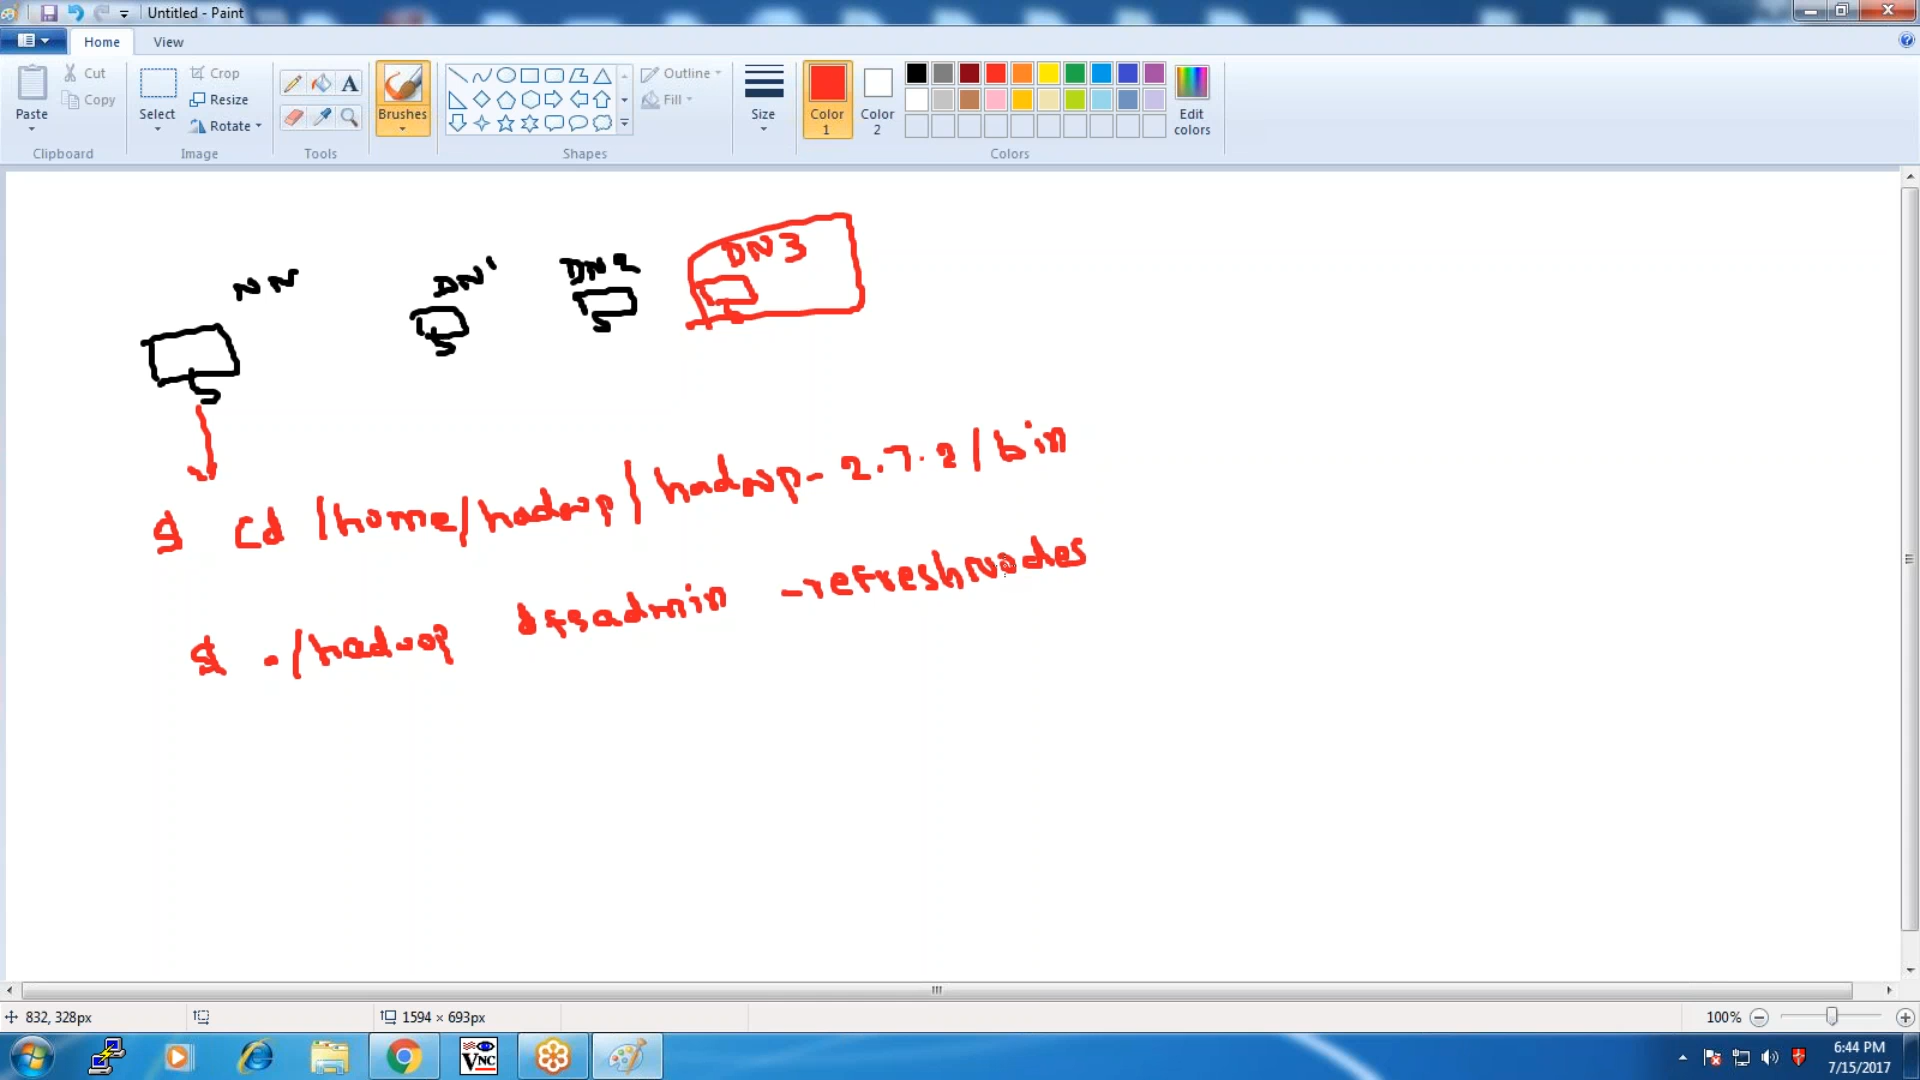 Untitled - Paint
Home View
Paste
Cut
Copy
Clipboard
Select
Crop
Resize
Rotate
Image
Tools
Brushes
Outline
Fill
Shapes
Size
Color 1
Color 2
Edit colors
Colors
NN
DN1
DN2
DN3
$ cd /home/hadoop/hadoop-2.7.2/bin
$ ./hadoop dfsadmin -refreshNodes
832, 328px
1594 × 693px
100%
VNC
6:44 PM
7/15/2017